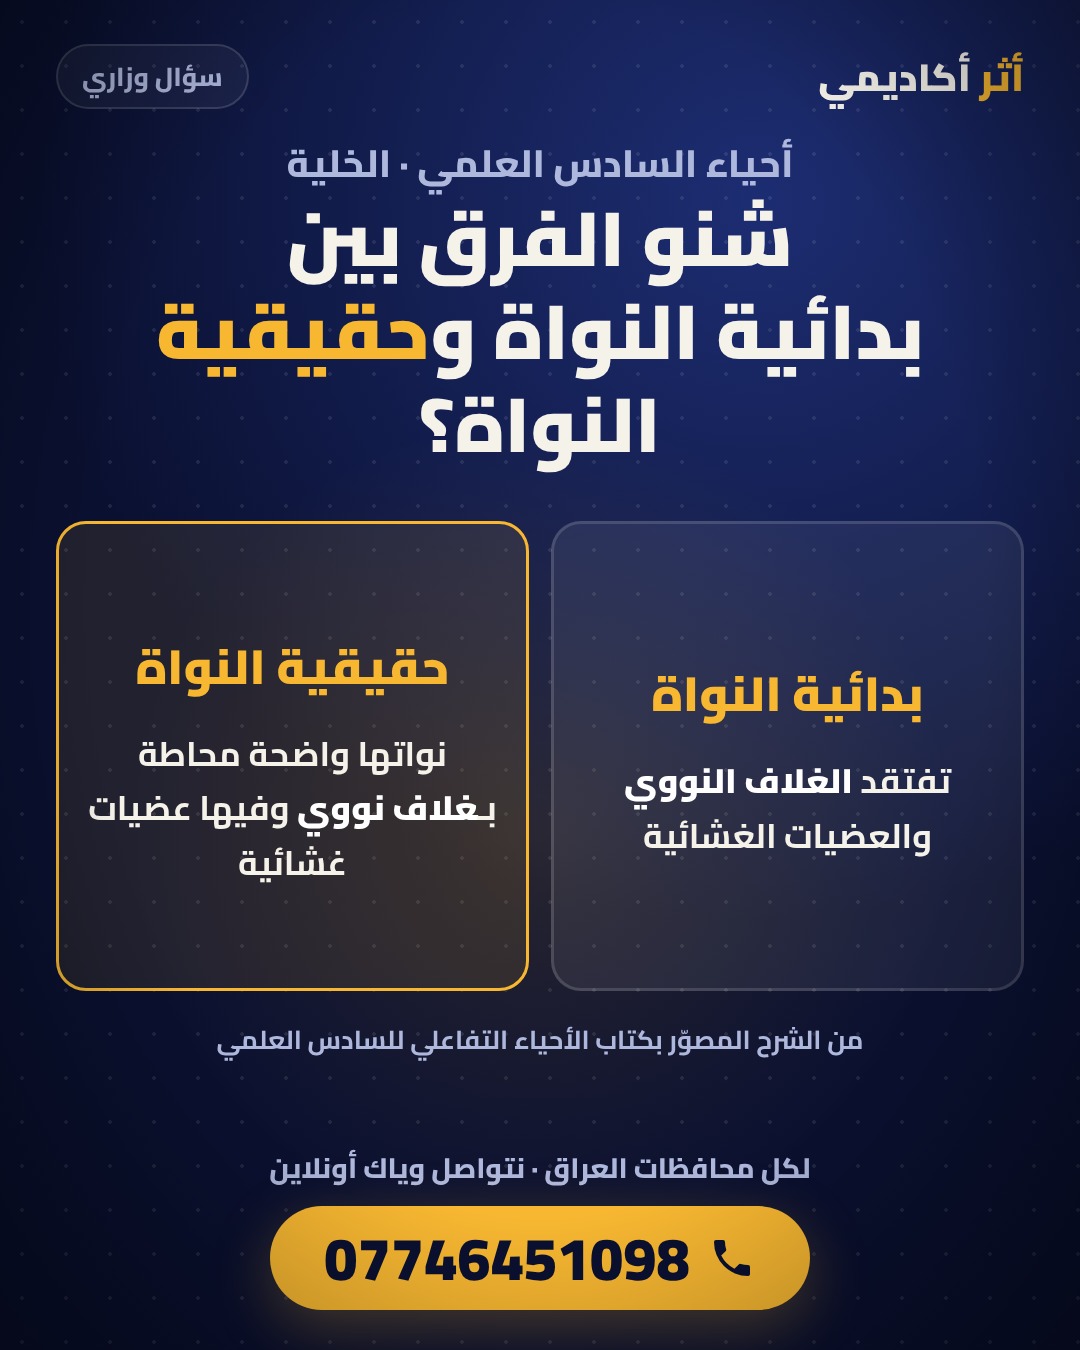 أثر أكاديمي
سؤال وزاري
أحياء السادس العلمي · الخلية
شنو الفرق بين
بدائية النواة وحقيقية
النواة؟
بدائية النواة
تفتقد الغلاف النووي
والعضيات الغشائية
حقيقية النواة
نواتها واضحة محاطة
بـغلاف نووي وفيها عضيات
غشائية
من الشرح المصوّر بكتاب الأحياء التفاعلي للسادس العلمي
لكل محافظات العراق · نتواصل وياك أونلاين
07746451098